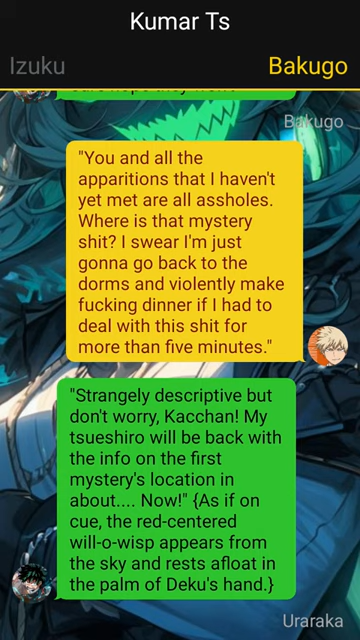 Kumar Ts
Izuku
Bakugo
Bakugo
"You and all the
apparitions that I haven't
yet met are all assholes.
Where is that mystery
shit? I swear I'm just
gonna go back to the
dorms and violently make
fucking dinner if I had to
deal with this shit for
more than five minutes."
"Strangely descriptive but
don't worry, Kacchan! My
tsueshiro will be back with
the info on the first
mystery's location in
about.... Now!" {As if on
cue, the red-centered
will-o-wisp appears from
the sky and rests afloat in
the palm of Deku's hand.}
Uraraka